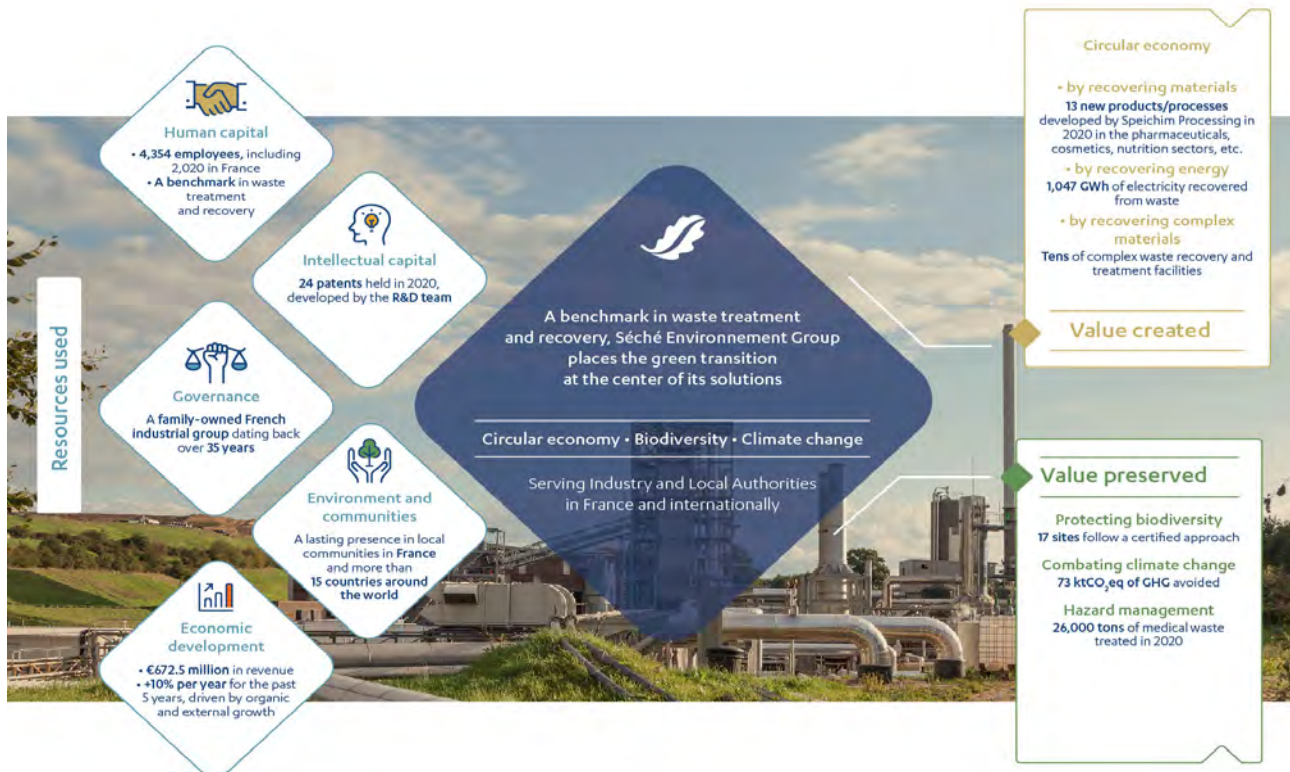 Resources used
Human capital
• 4,354 employees, including
2,020 in France
• A benchmark in waste
treatment
and recovery
Intellectual capital
24 patents held in 2020,
developed by the R&D team
Governance
A family-owned French
industrial group dating back
over 35 years
Environment and
communities
A lasting presence in local
communities in France
and more than
15 countries around
the world
Economic
development
• €672.5 million in revenue
• +10% per year for the past
5 years, driven by organic
and external growth
A benchmark in waste treatment
and recovery, Séché Environnement Group
places the green transition
at the center of its solutions
Circular economy • Biodiversity • Climate change
Serving Industry and Local Authorities
in France and internationally
Circular economy
• by recovering materials
13 new products/processes
developed by Speichim Processing in
2020 in the pharmaceuticals,
cosmetics, nutrition sectors, etc.
• by recovering energy
1,047 GWh of electricity recovered
from waste
• by recovering complex
materials
Tens of complex waste recovery and
treatment facilities
Value created
Value preserved
Protecting biodiversity
17 sites follow a certified approach
Combating climate change
73 ktCO₂eq of GHG avoided
Hazard management
26,000 tons of medical waste
treated in 2020